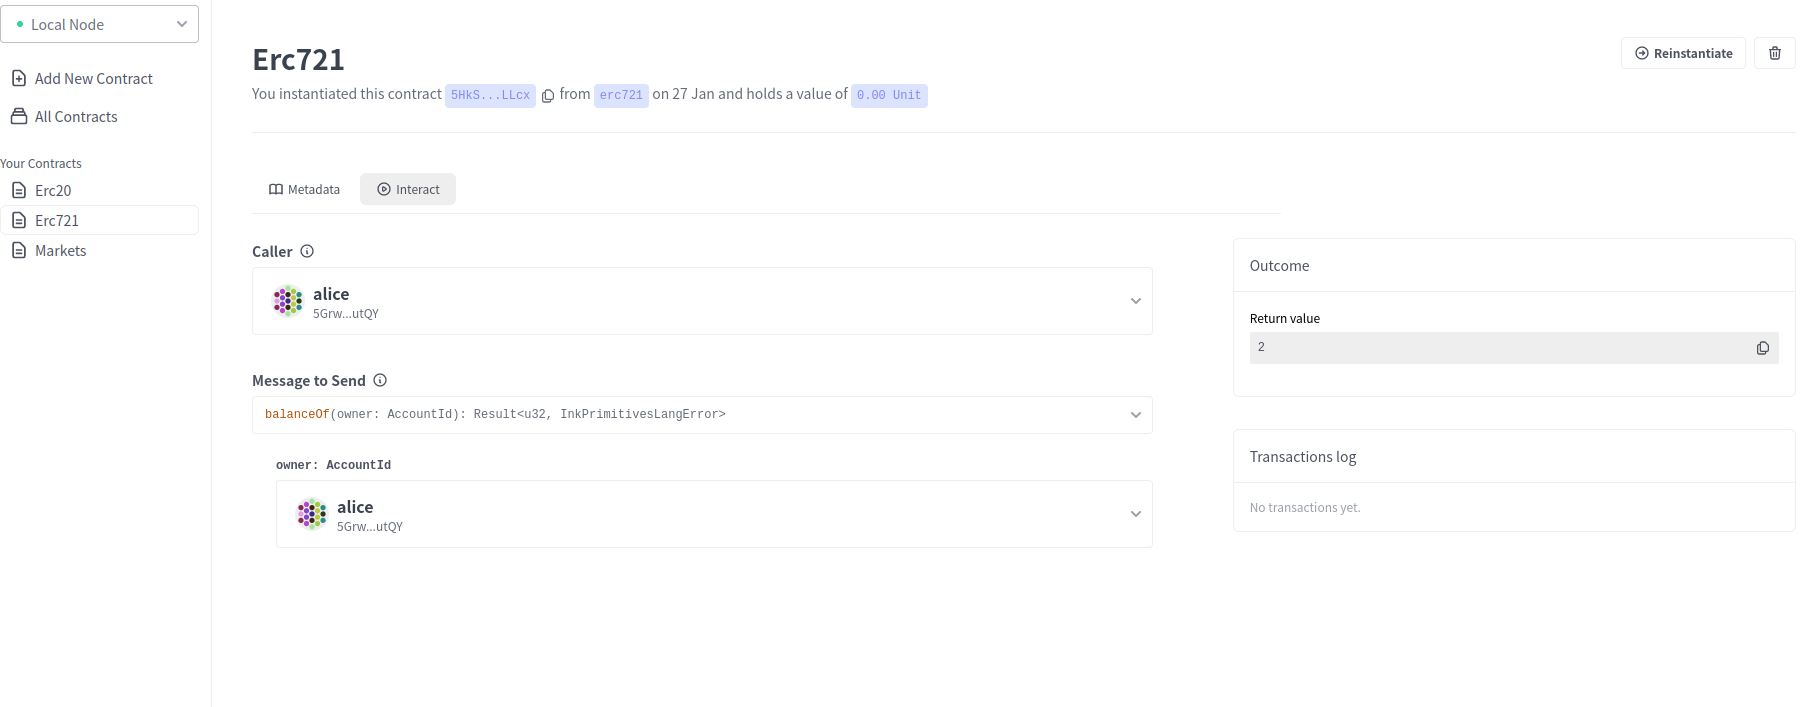 Local Node
Add New Contract
All Contracts
Your Contracts
Erc20
Erc721
Markets
Erc721
You instantiated this contract 5HkS...LLcx from erc721 on 27 Jan and holds a value of 0.00 Unit
Reinstantiate
Metadata
Interact
Caller
alice
5Grw...utQY
Message to Send
balanceOf(owner: AccountId): Result<u32, InkPrimitivesLangError>
owner: AccountId
alice
5Grw...utQY
Outcome
Return value
2
Transactions log
No transactions yet.